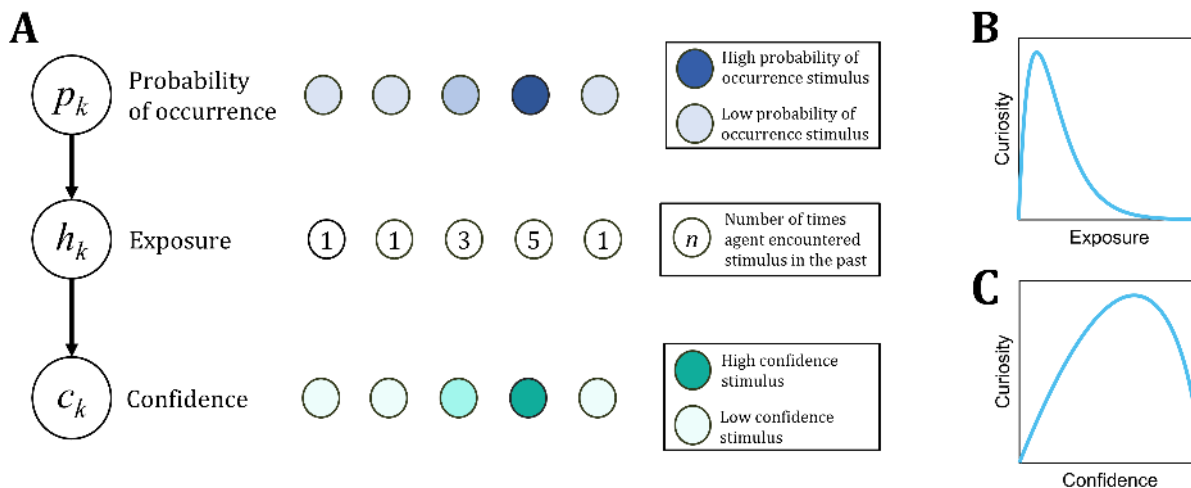 A
p_k
Probability
of occurrence
High probability of
occurrence stimulus
Low probability of
occurrence stimulus
h_k
Exposure
1 1 3 5 1
n
Number of times
agent encountered
stimulus in the past
c_k
Confidence
High confidence
stimulus
Low confidence
stimulus
B
Curiosity
Exposure
C
Curiosity
Confidence